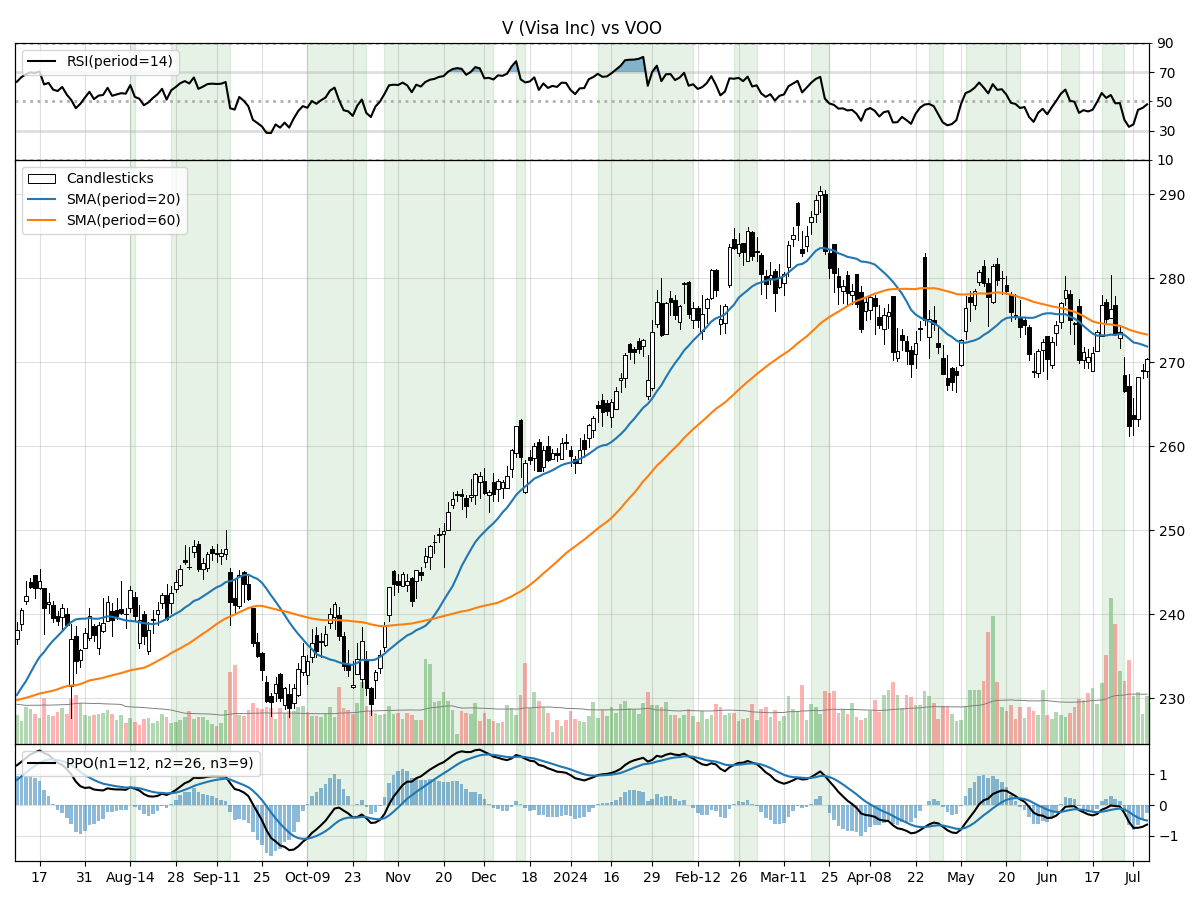 V (Visa Inc) vs VOO
RSI(period=14)
90
70
50
30
10
Candlesticks
SMA(period=20)
SMA(period=60)
290
280
270
260
250
240
230
PPO(n1=12, n2=26, n3=9)
1
0
−1
17 31 Aug-14 28 Sep-11 25 Oct-09 23 Nov 20 Dec 18 2024 16 29 Feb-12 26 Mar-11 25 Apr-08 22 May 20 Jun 17 Jul